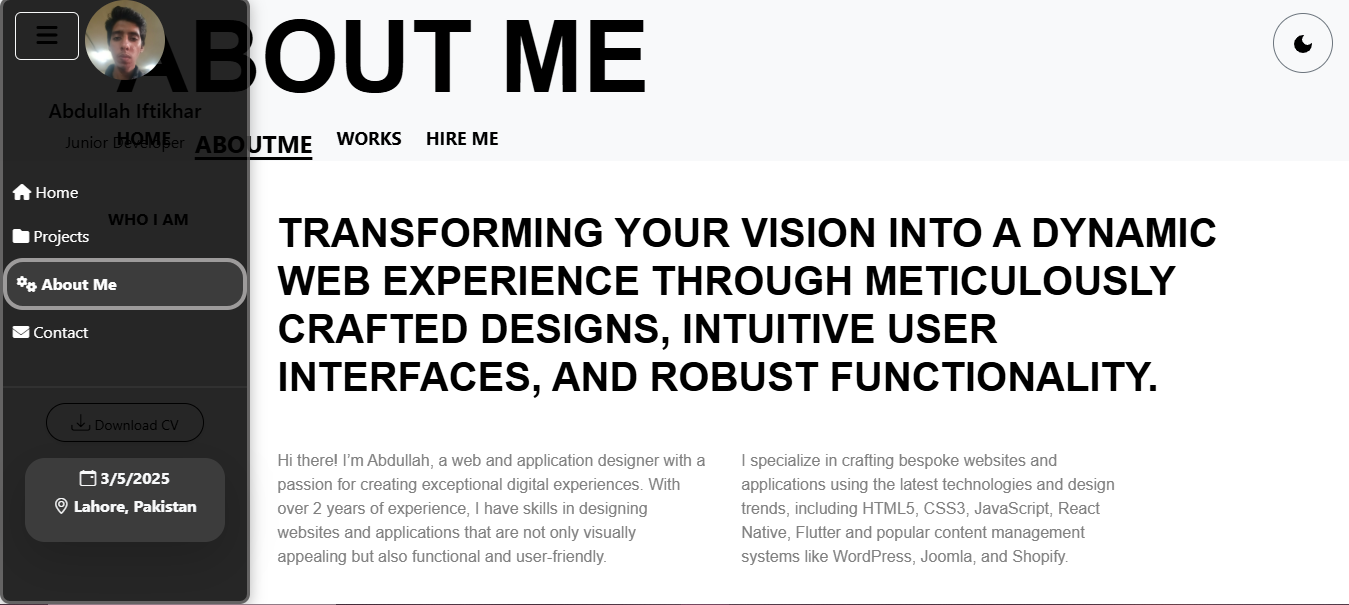 ABOUT ME
Abdullah Iftikhar
Junior Developer
HOME
ABOUTME
WORKS
HIRE ME
Home
WHO I AM
Projects
About Me
Contact
Download CV
3/5/2025
Lahore, Pakistan
TRANSFORMING YOUR VISION INTO A DYNAMIC
WEB EXPERIENCE THROUGH METICULOUSLY
CRAFTED DESIGNS, INTUITIVE USER
INTERFACES, AND ROBUST FUNCTIONALITY.
Hi there! I’m Abdullah, a web and application designer with a
passion for creating exceptional digital experiences. With
over 2 years of experience, I have skills in designing
websites and applications that are not only visually
appealing but also functional and user-friendly.
I specialize in crafting bespoke websites and
applications using the latest technologies and design
trends, including HTML5, CSS3, JavaScript, React
Native, Flutter and popular content management
systems like WordPress, Joomla, and Shopify.